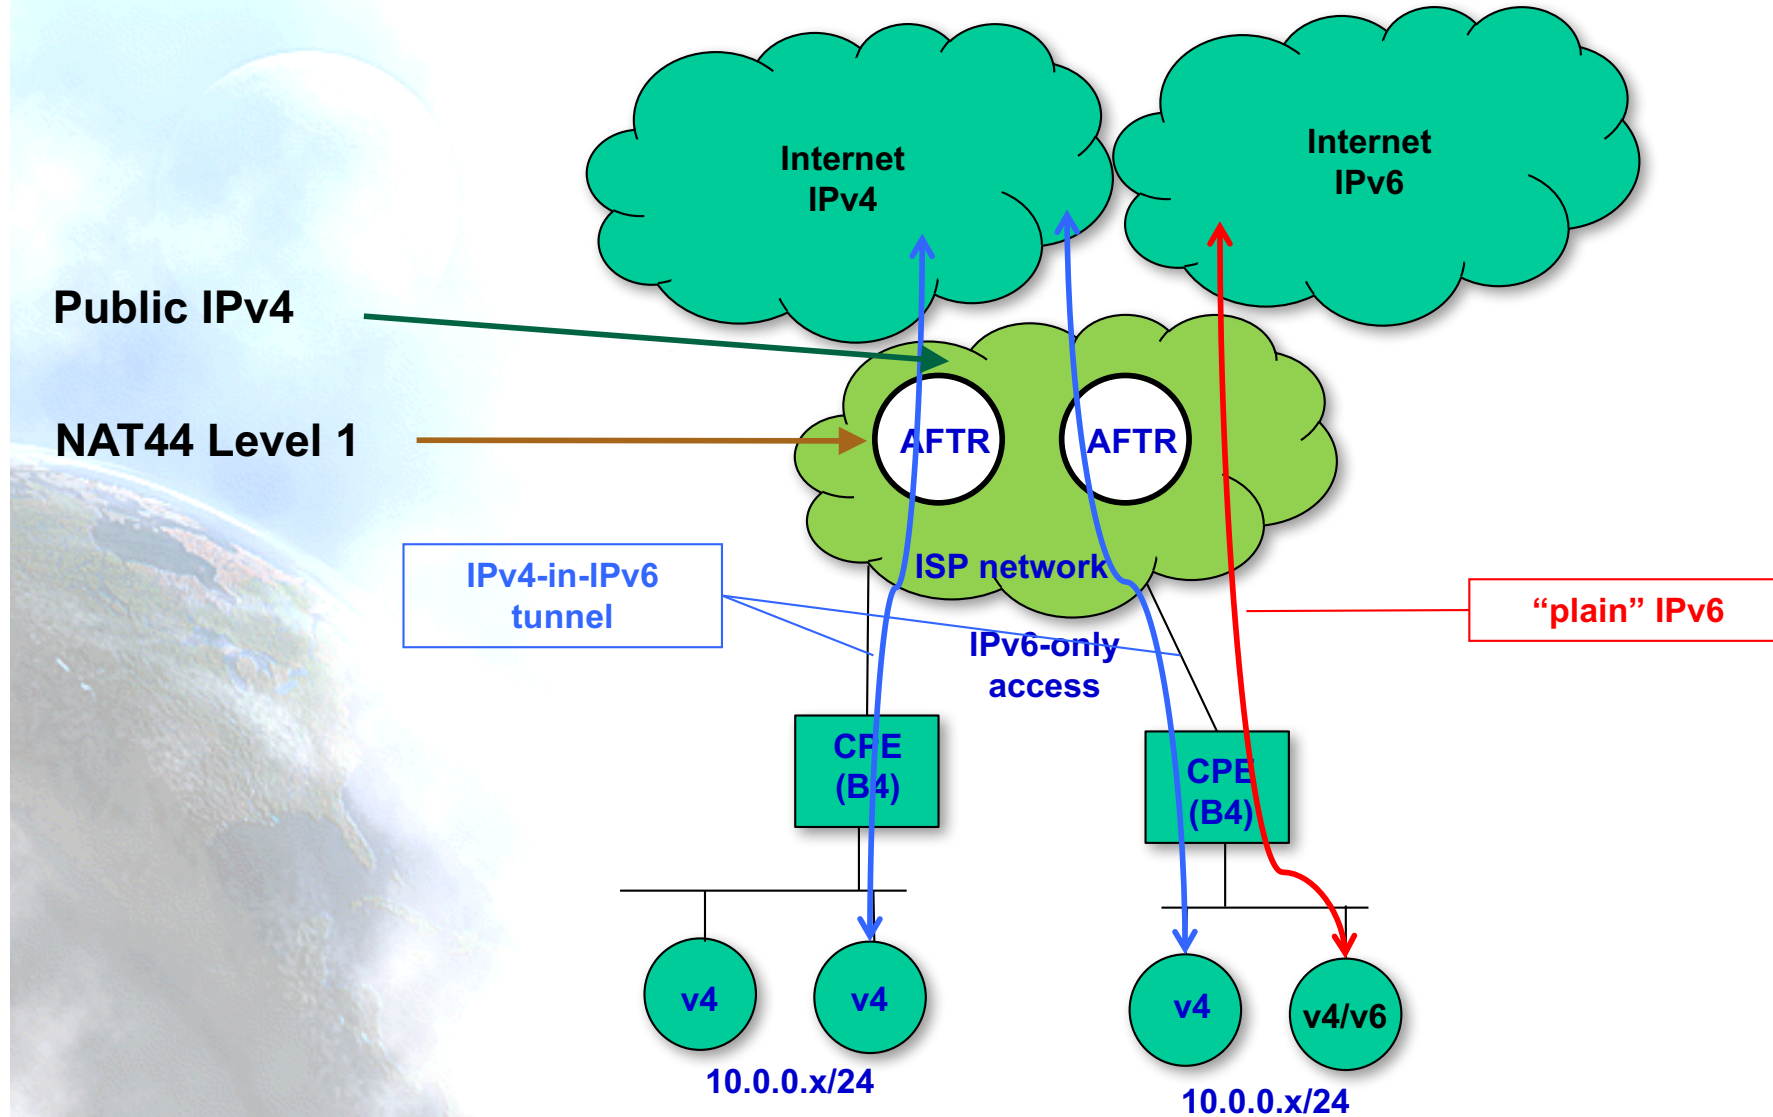 Internet
IPv4
Internet
IPv6
Public IPv4
NAT44 Level 1
AFTR
AFTR
ISP network
IPv4-in-IPv6
tunnel
“plain” IPv6
IPv6-only
access
CPE
(B4)
CPE
(B4)
v4
v4
v4
v4/v6
10.0.0.x/24
10.0.0.x/24